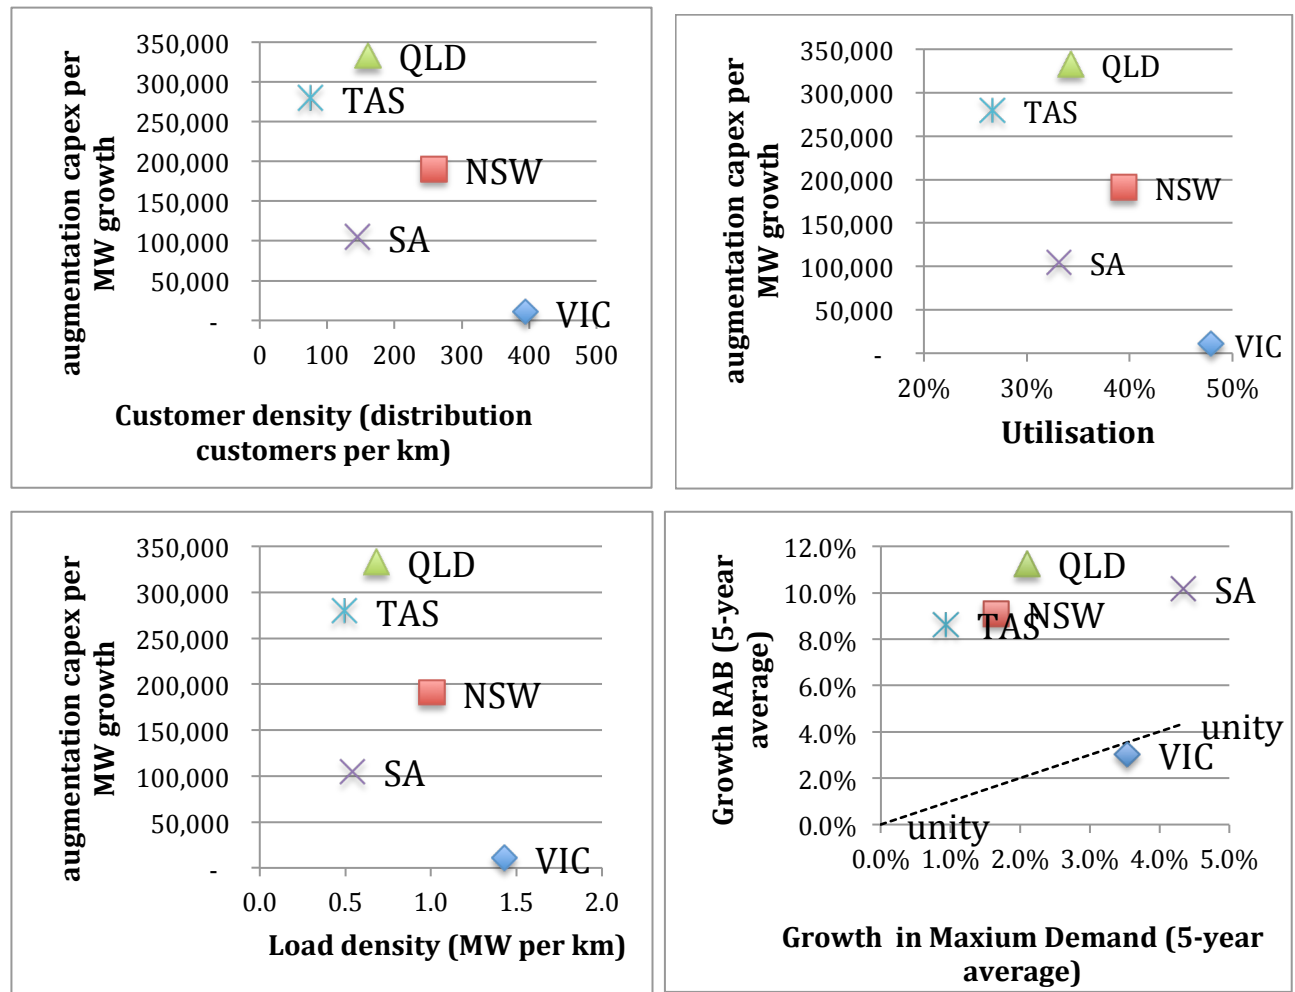 augmentation capex per
MW growth
350,000
300,000
250,000
200,000
150,000
100,000
50,000
-
QLD
TAS
NSW
SA
VIC
0 100 200 300 400 500
Customer density (distribution
customers per km)
augmentation capex per
MW growth
350,000
300,000
250,000
200,000
150,000
100,000
50,000
-
QLD
TAS
NSW
SA
VIC
20% 30% 40% 50%
Utilisation
augmentation capex per
MW growth
350,000
300,000
250,000
200,000
150,000
100,000
50,000
-
QLD
TAS
NSW
SA
VIC
0.0 0.5 1.0 1.5 2.0
Load density (MW per km)
Growth RAB (5-year
average)
12.0%
10.0%
8.0%
6.0%
4.0%
2.0%
0.0%
QLD
SA
NSW
TAS
unity
VIC
unity
0.0% 1.0% 2.0% 3.0% 4.0% 5.0%
Growth in Maxium Demand (5-year
average)